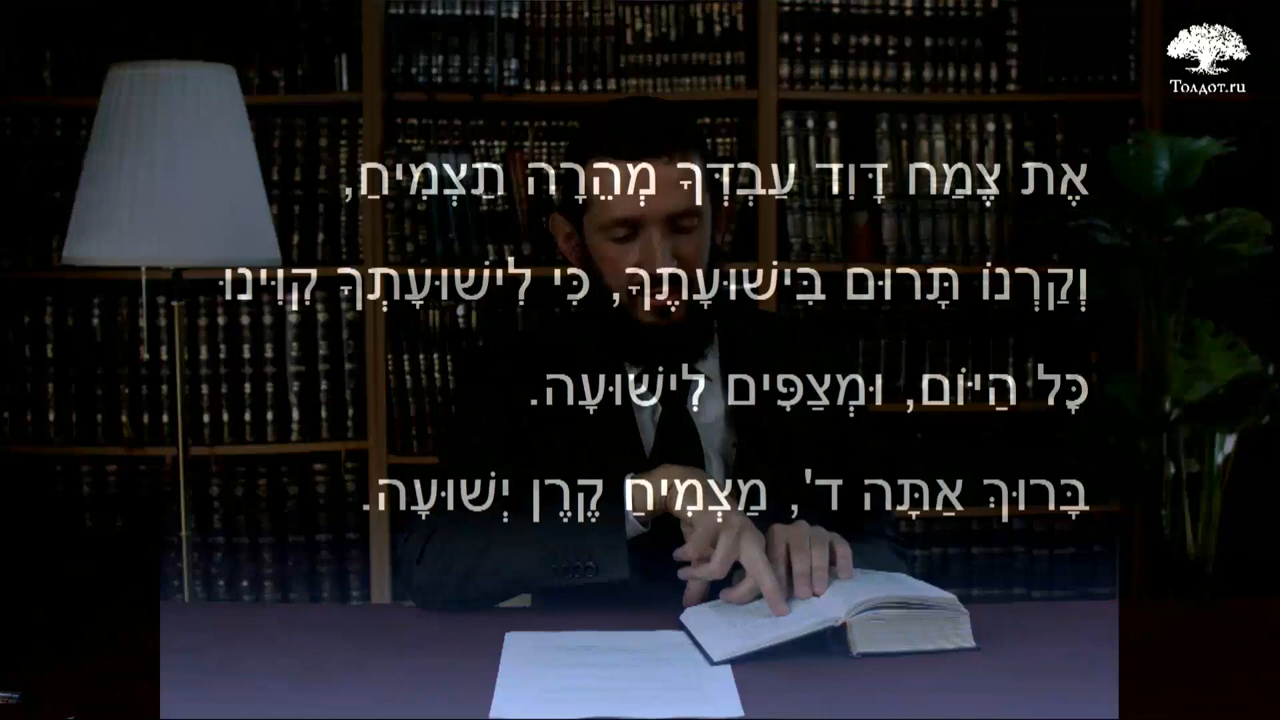 Толдот.ru
אֶת צֶמַח דָּוִד עַבְדְּךָ מְהֵרָה תַצְמִיחַ,
וְקַרְנוֹ תָּרוּם בִּישׁוּעָתֶךָ, כִּי לִישׁוּעָתְךָ קִוִּינוּ
כָּל הַיּוֹם, וּמְצַפִּים לִישׁוּעָה.
בָּרוּךְ אַתָּה ד', מַצְמִיחַ קֶרֶן יְשׁוּעָה.